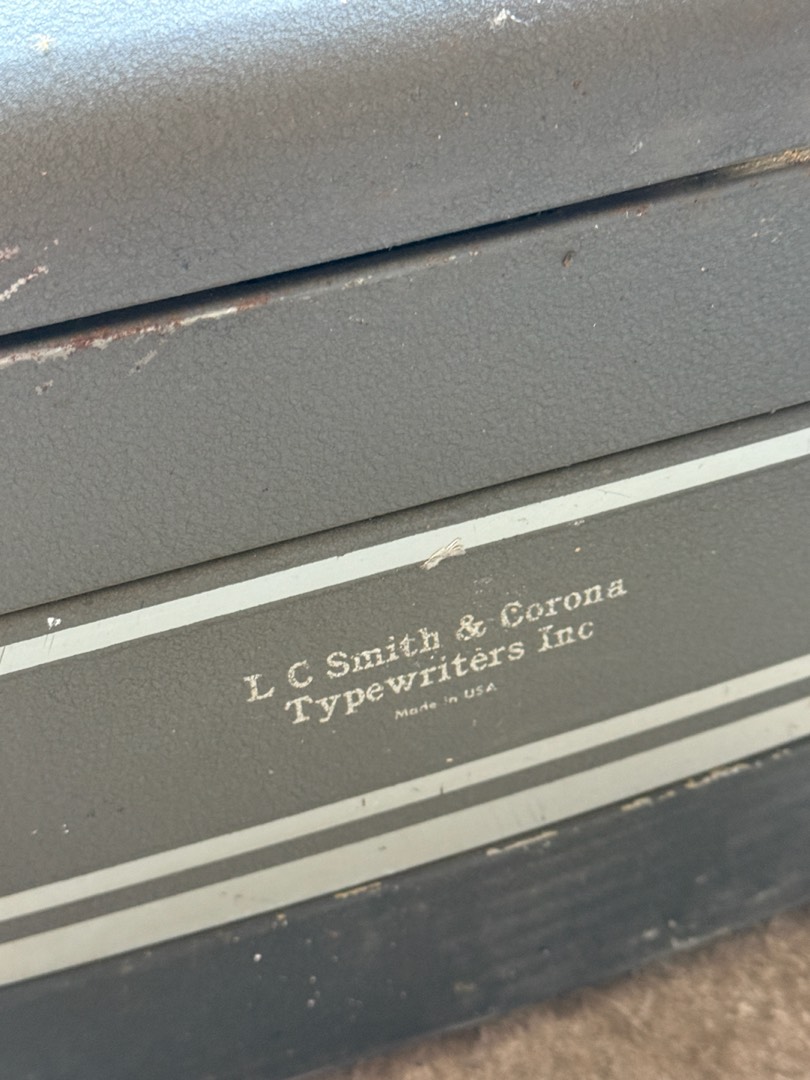 L C Smith & Corona
Typewriters Inc
Made in USA